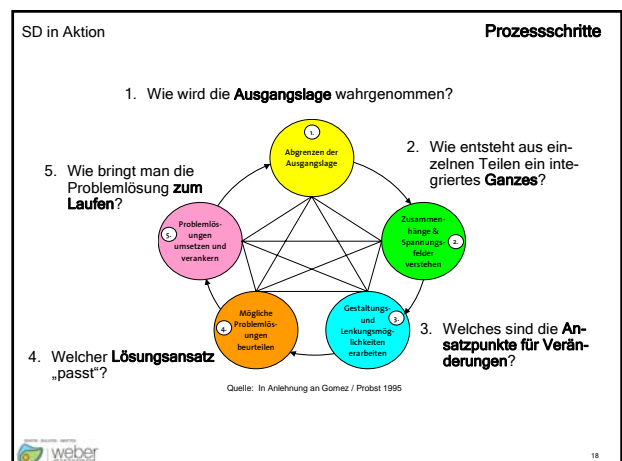 SD in Aktion
Prozessschritte
1. Wie wird die Ausgangslage wahrgenommen?
1.
Abgrenzen der
Ausgangslage
2. Wie entsteht aus ein-
zelnen Teilen ein inte-
griertes Ganzes?
5. Wie bringt man die
Problemlösung zum
Laufen?
Zusammen-
hänge &
Spannungs-
felder
verstehen
2.
Problemlös-
ungen
umsetzen und
verankern
5.
Gestaltungs-
und
Lenkungsmög-
lichkeiten
erarbeiten
3.
Mögliche
Problemlös-
ungen
beurteilen
4.
3. Welches sind die An-
satzpunkte für Verän-
derungen?
4. Welcher Lösungsansatz
„passt“?
Quelle: In Anlehnung an Gomez / Probst 1995
weber
18